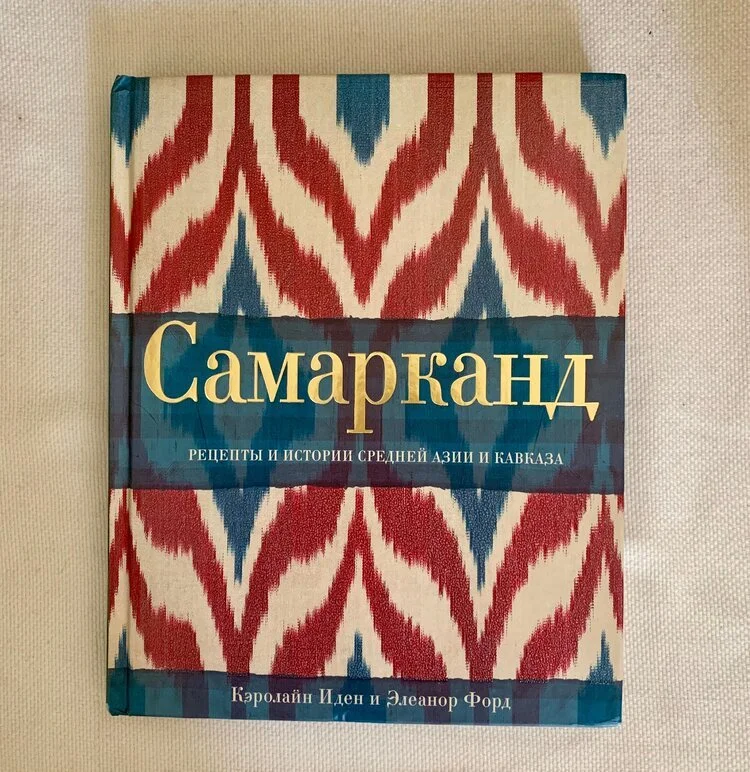 Самарканд
РЕЦЕПТЫ И ИСТОРИИ СРЕДНЕЙ АЗИИ И КАВКАЗА
Кэролайн Иден и Элеанор Форд